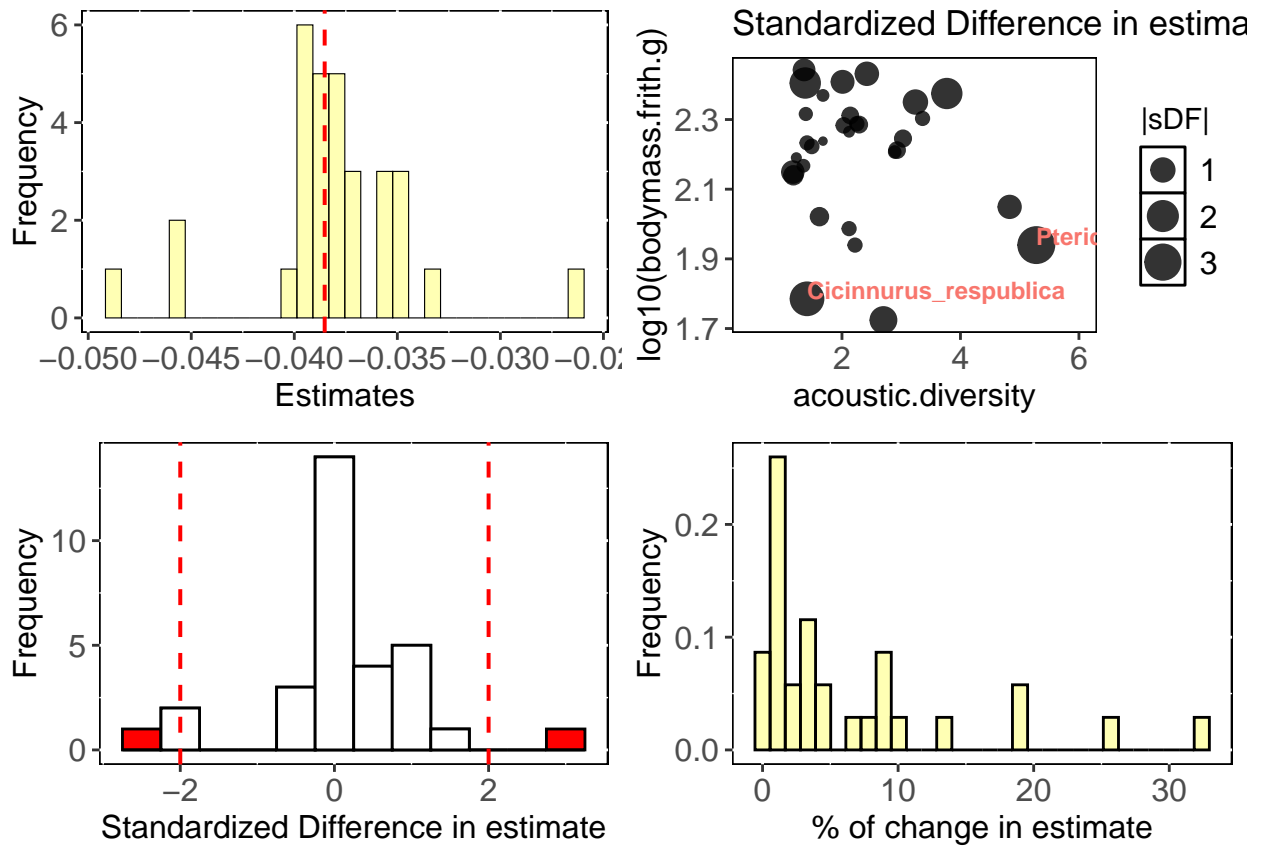 6
4
2
0
Frequency
−0.050 −0.045 −0.040 −0.035 −0.030 −0.02
Estimates
Standardized Difference in estima
log10(bodymass.frith.g)
2.3
2.1
1.9
1.7
Pteric
Cicinnurus_respublica
2 4 6
acoustic.diversity
|sDF|
1
2
3
10
5
0
Frequency
−2 0 2
Standardized Difference in estimate
0.2
0.1
0.0
Frequency
0 10 20 30
% of change in estimate